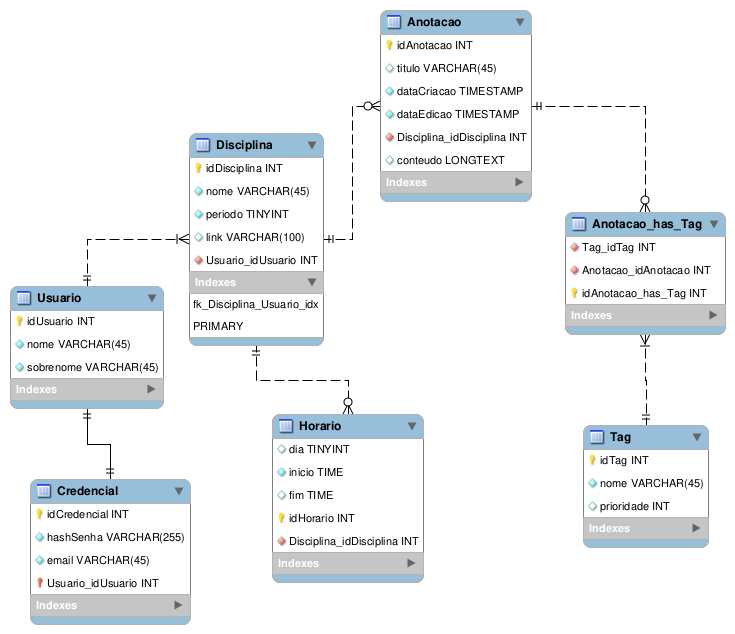 Anotacao
idAnotacao INT
titulo VARCHAR(45)
dataCriacao TIMESTAMP
dataEdicao TIMESTAMP
Disciplina_idDisciplina INT
conteudo LONGTEXT
Indexes
Disciplina
idDisciplina INT
nome VARCHAR(45)
periodo TINYINT
link VARCHAR(100)
Usuario_idUsuario INT
Indexes
fk_Disciplina_Usuario_idx
PRIMARY
Anotacao_has_Tag
Tag_idTag INT
Anotacao_idAnotacao INT
idAnotacao_has_Tag INT
Indexes
Usuario
idUsuario INT
nome VARCHAR(45)
sobrenome VARCHAR(45)
Indexes
Horario
dia TINYINT
inicio TIME
fim TIME
idHorario INT
Disciplina_idDisciplina INT
Indexes
Tag
idTag INT
nome VARCHAR(45)
prioridade INT
Indexes
Credencial
idCredencial INT
hashSenha VARCHAR(255)
email VARCHAR(45)
Usuario_idUsuario INT
Indexes